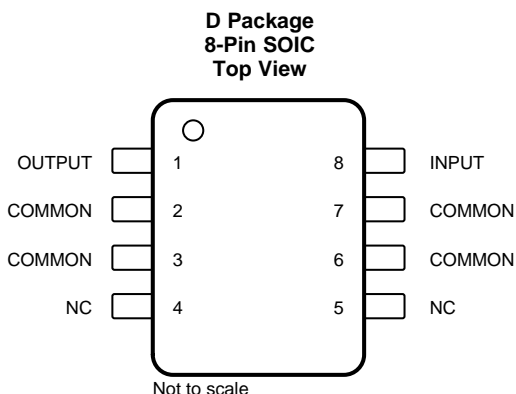 D Package
8-Pin SOIC
Top View
OUTPUT 1 8 INPUT
COMMON 2 7 COMMON
COMMON 3 6 COMMON
NC 4 5 NC
Not to scale